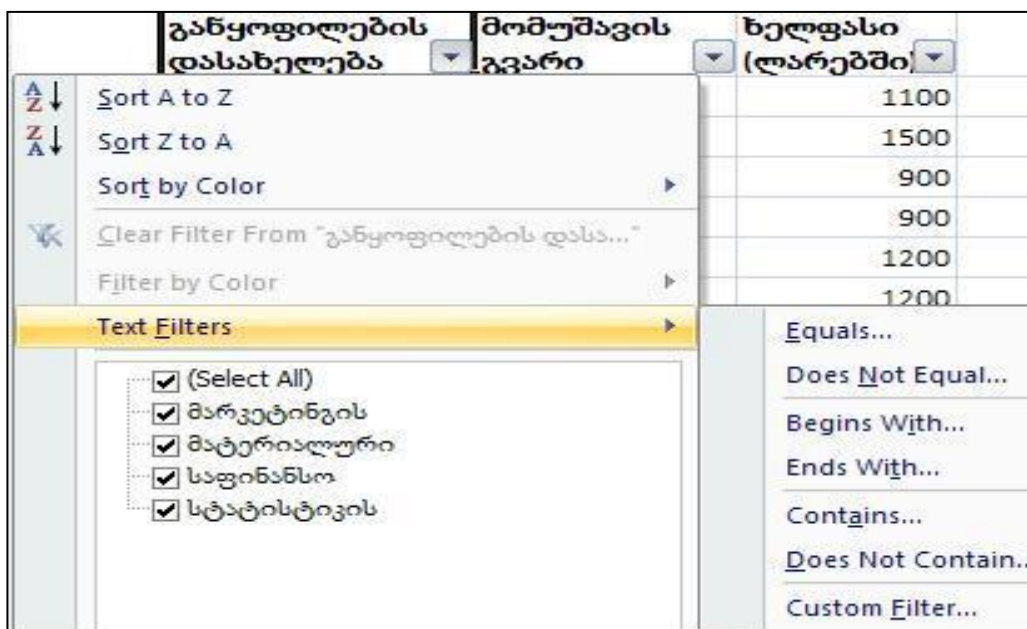 განყოფილების
დასახელება
მომუშავის
გვარი
ხელფასი
(ლარებში)
Sort A to Z
Sort Z to A
Sort by Color
Clear Filter From "განყოფილების დასა..."
Filter by Color
Text Filters
(Select All)
მარკეტინგის
მატერიალური
საფინანსო
სტატისტიკის
1100
1500
900
900
1200
1200
Equals...
Does Not Equal...
Begins With...
Ends With...
Contains...
Does Not Contain..
Custom Filter...